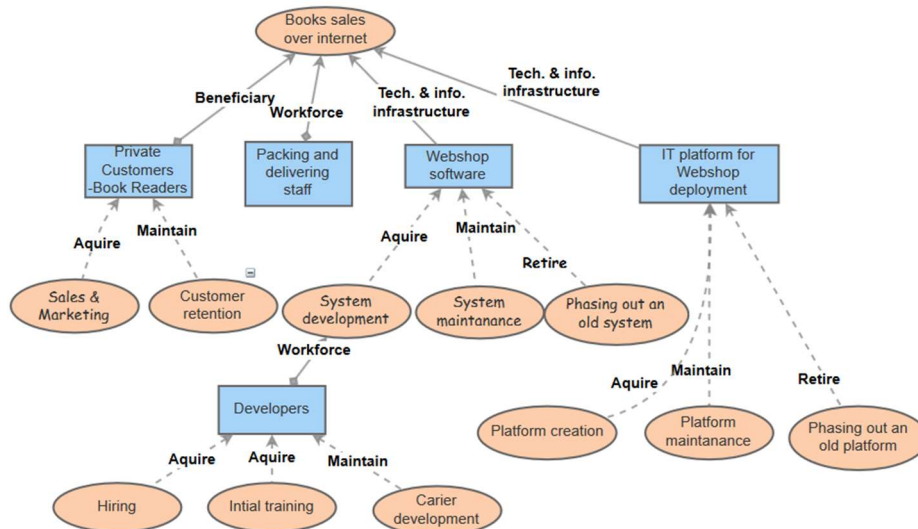 Books sales
over internet
Tech. & info.
infrastructure
Beneficiary
Workforce
Tech. & info.
infrastructure
Private
Customers
-Book Readers
Packing and
delivering
staff
Webshop
software
IT platform for
Webshop
deployment
Aquire
Maintain
Aquire
Maintain
Retire
Sales &
Marketing
Customer
retention
System
development
System
maintanance
Phasing out an
old system
Workforce
Developers
Aquire
Maintain
Retire
Platform creation
Platform
maintanance
Phasing out an
old platform
Aquire
Aquire
Maintain
Hiring
Intial training
Carier
development